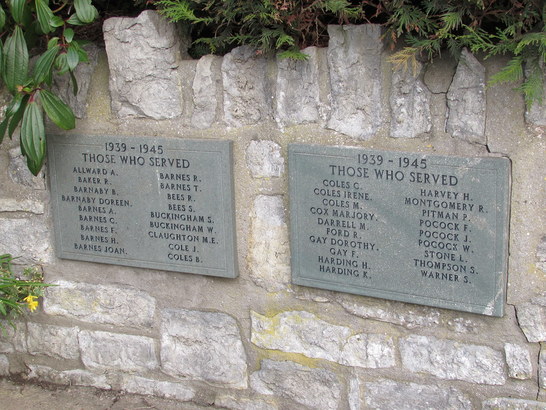 1939 - 1945
THOSE WHO SERVED
ALLWARD A.
BAKER R.
BARNABY B.
BARNABY DOREEN.
BARNES A.
BARNES C.
BARNES F.
BARNES H.
BARNES JOAN.
BARNES R.
BARNES T.
BEES R.
BEES S.
BUCKINGHAM S.
BUCKINGHAM W.
CLAUGHTON M.E.
COLE J.
COLES B.
1939 - 1945
THOSE WHO SERVED
COLES G.
COLES IRENE.
COLES M.
COX MARJORY.
DARBELL M.
FORD R.
GAY DOROTHY.
GAY F.
HARDING H.
HARDING K.
HARVEY H.
MONTGOMERY R.
PITMAN P.
POCOCK F.
POCOCK J.
POCOCK W.
STONE L.
THOMPSON S.
WARNER S.